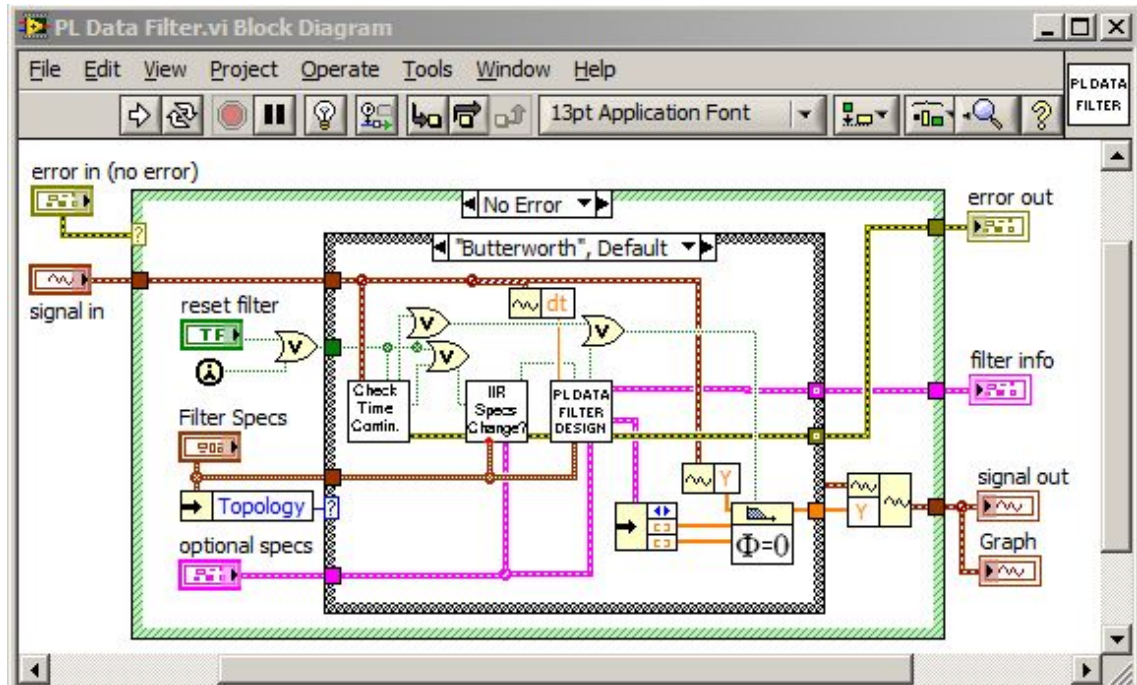 PL Data Filter.vi Block Diagram
File Edit View Project Operate Tools Window Help
13pt Application Font
PL DATA
FILTER
error in (no error)
signal in
No Error
"Butterworth", Default
error out
reset filter
TF
dt
Check
Time
Contin.
IIR
Specs
Change?
PL DATA
FILTER
DESIGN
filter info
Filter Specs
Topology
optional specs
Y
Y
Φ=0
signal out
Graph